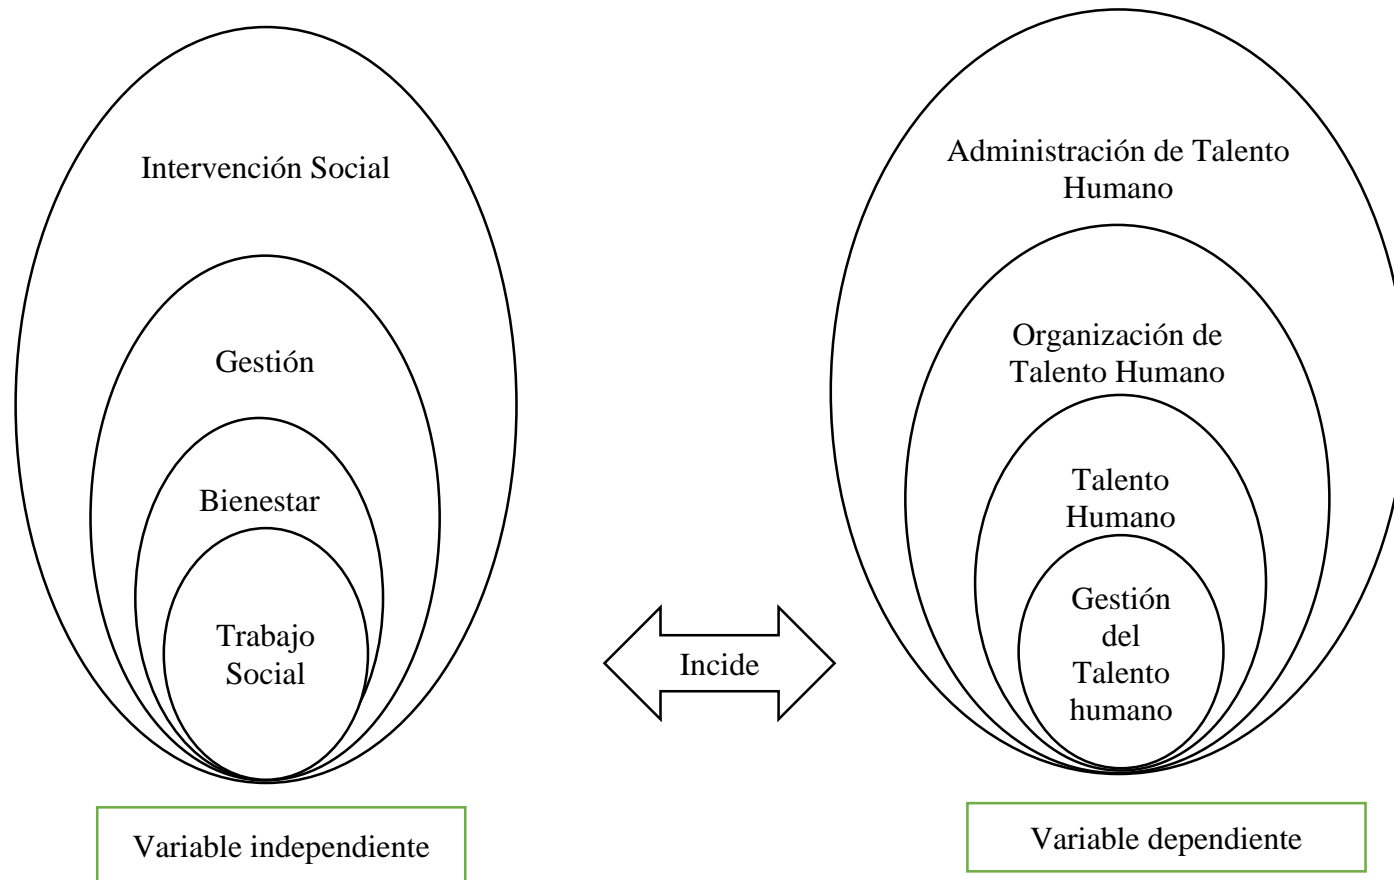 Intervención Social
Gestión
Bienestar
Trabajo
Social
Incide
Administración de Talento
Humano
Organización de
Talento Humano
Talento
Humano
Gestión
del
Talento
humano
Variable independiente
Variable dependiente